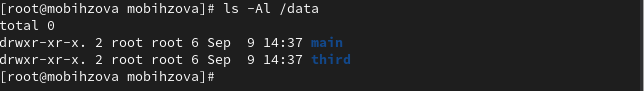 [root@mobihzova mobihzova]# ls -Al /data
total 0
drwxr-xr-x. 2 root root 6 Sep  9 14:37 main
drwxr-xr-x. 2 root root 6 Sep  9 14:37 third
[root@mobihzova mobihzova]#